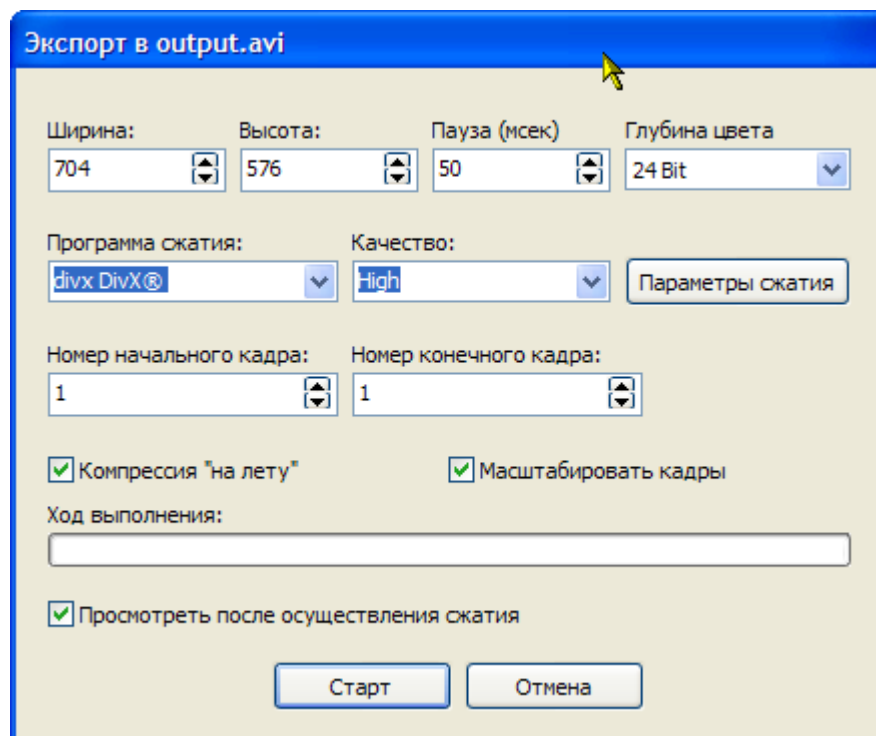 Экспорт в output.avi
Ширина: Высота: Пауза (мсек) Глубина цвета
704 576 50 24 Bit
Программа сжатия: Качество:
divx DivX® High Параметры сжатия
Номер начального кадра: Номер конечного кадра:
1 1
Компрессия "на лету" Масштабировать кадры
Ход выполнения:
Просмотреть после осуществления сжатия
Старт Отмена